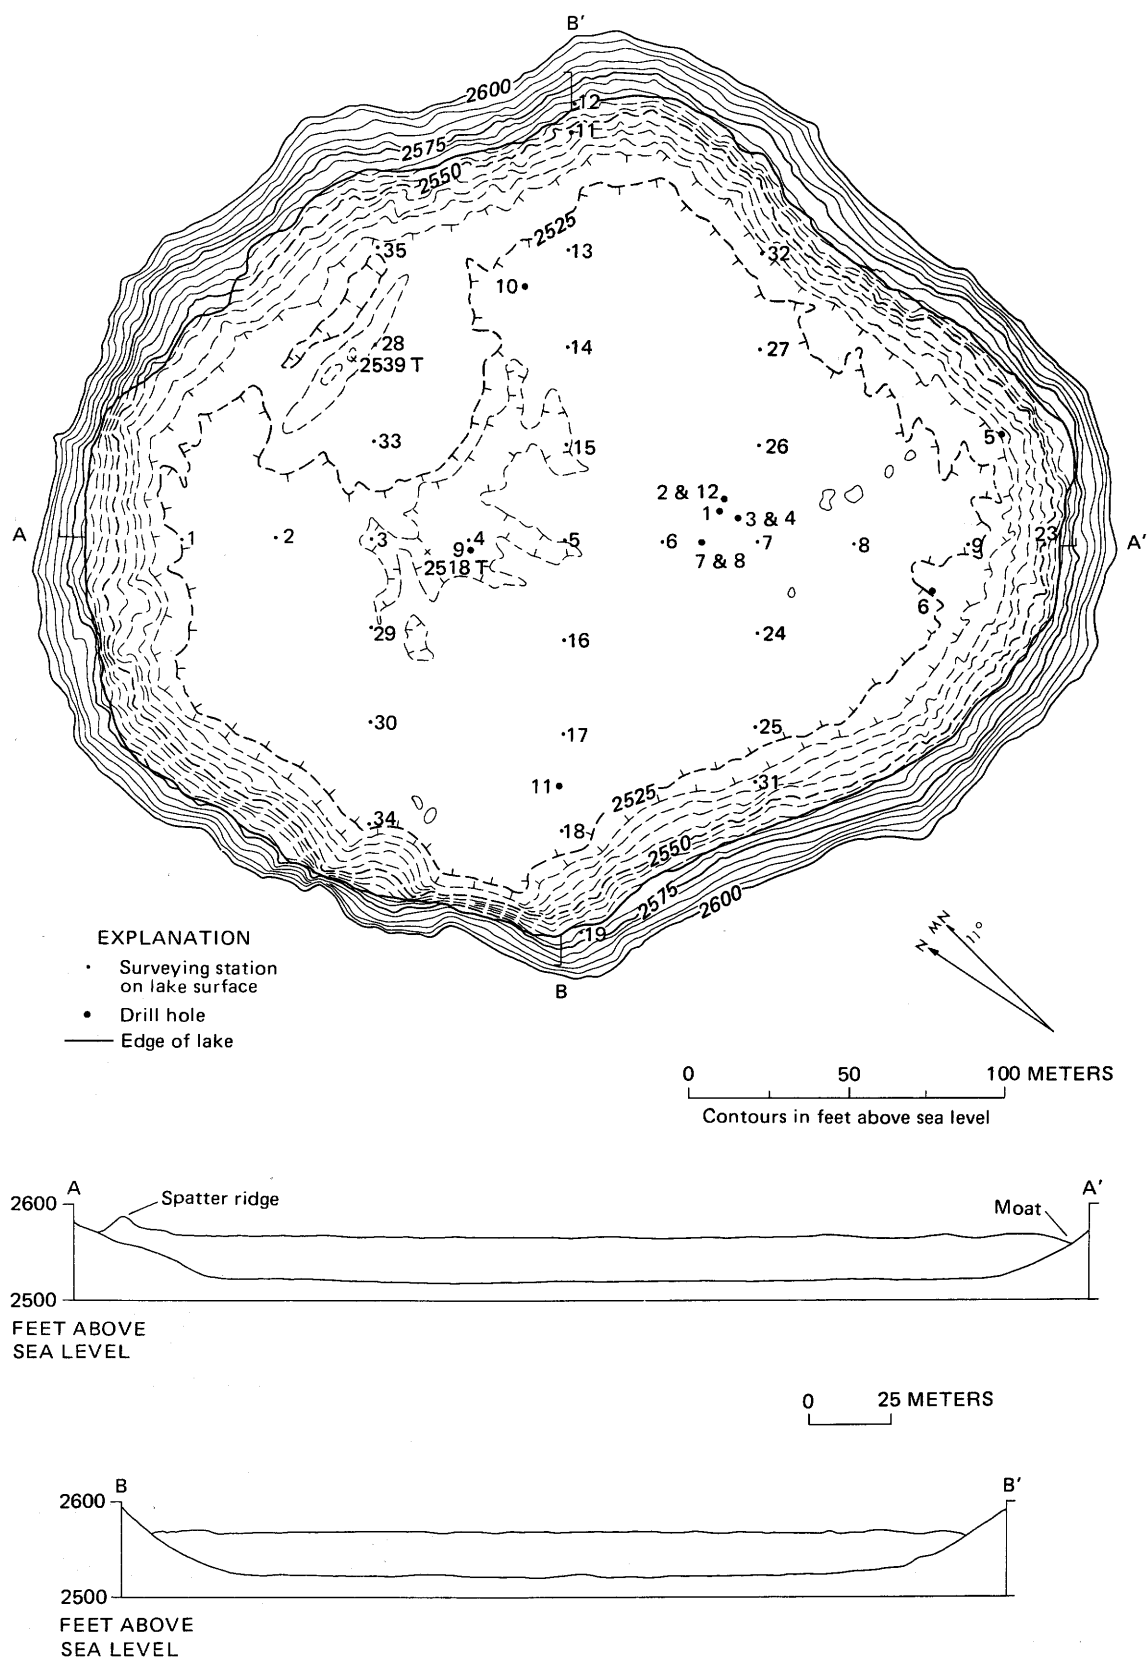 B'
2600
12
11
2575
2550
2525
35
13
32
10
28
14
27
2539 T
33
15
26
5
2 & 12
1
3 & 4
A
1
2
3
4
5
6
7
8
9
23
A'
9
2518 T
7 & 8
6
29
16
24
30
17
25
11
31
2525
34
18
2550
2575
2600
19
B
N
MN
11°
EXPLANATION
Surveying station
on lake surface
Drill hole
Edge of lake
0 50 100 METERS
Contours in feet above sea level
A
A'
2600
Spatter ridge
Moat
2500
FEET ABOVE
SEA LEVEL
0 25 METERS
B
B'
2600
2500
FEET ABOVE
SEA LEVEL